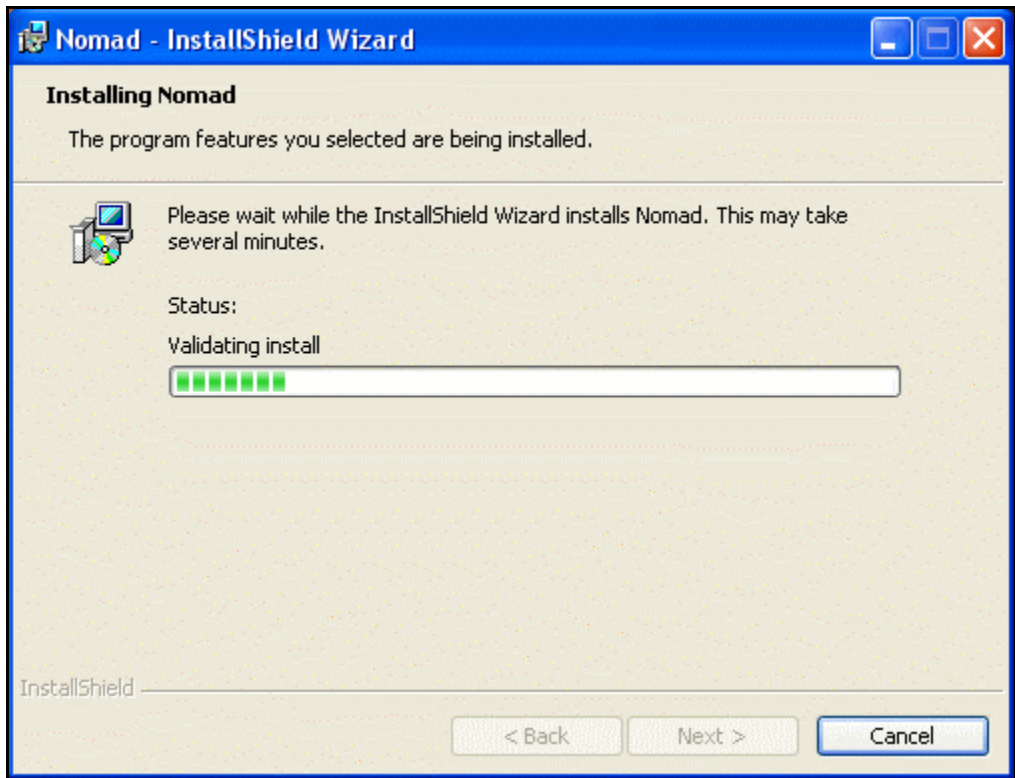 Nomad - InstallShield Wizard
Installing Nomad
The program features you selected are being installed.
Please wait while the InstallShield Wizard installs Nomad. This may take
several minutes.
Status:
Validating install
InstallShield
< Back
Next >
Cancel